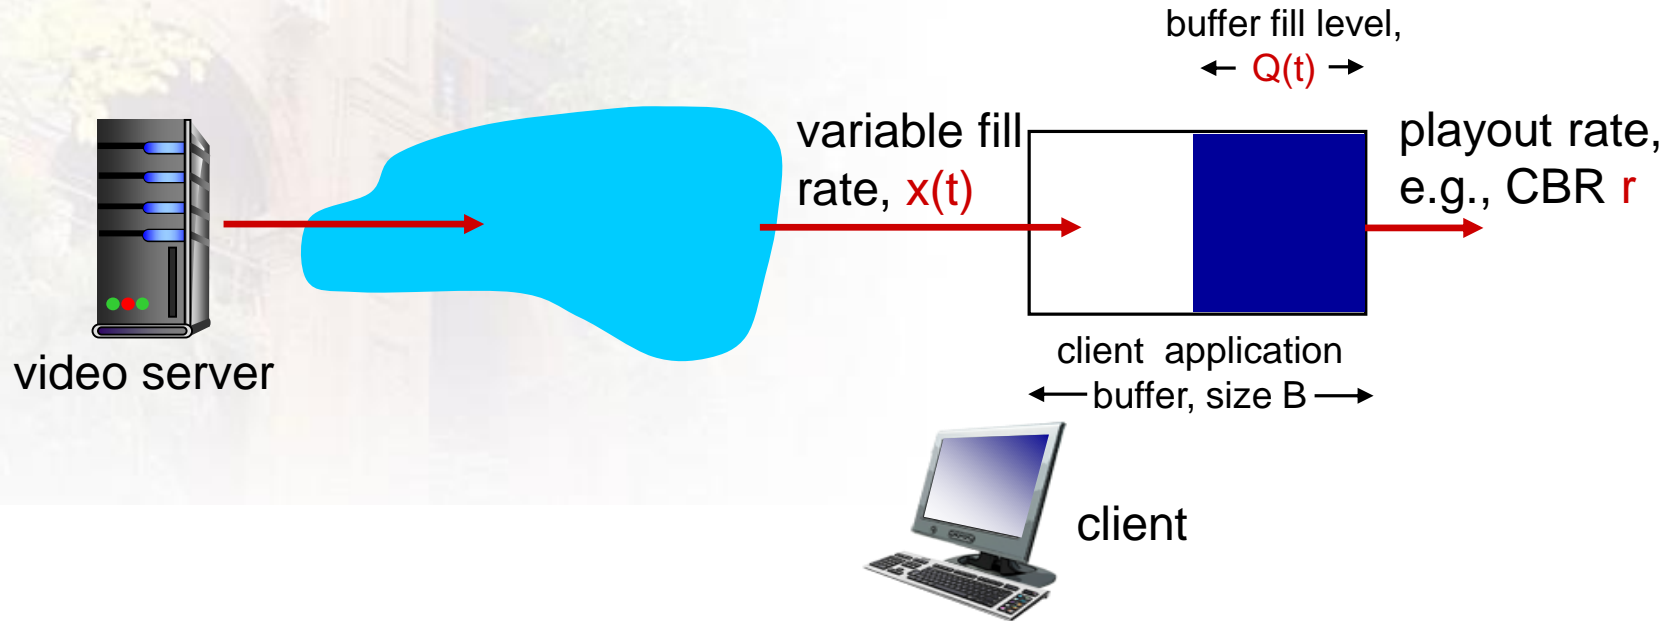 buffer fill level,
Q(t)
variable fill
rate, x(t)
playout rate,
e.g., CBR r
video server
client application
buffer, size B
client